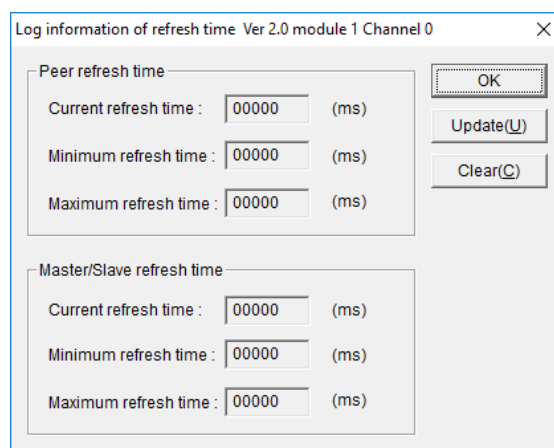 Log information of refresh time Ver 2.0 module 1 Channel 0
Peer refresh time
OK
Current refresh time : 00000 (ms)
Update(U)
Minimum refresh time : 00000 (ms)
Clear(C)
Maximum refresh time : 00000 (ms)
Master/Slave refresh time
Current refresh time : 00000 (ms)
Minimum refresh time : 00000 (ms)
Maximum refresh time : 00000 (ms)